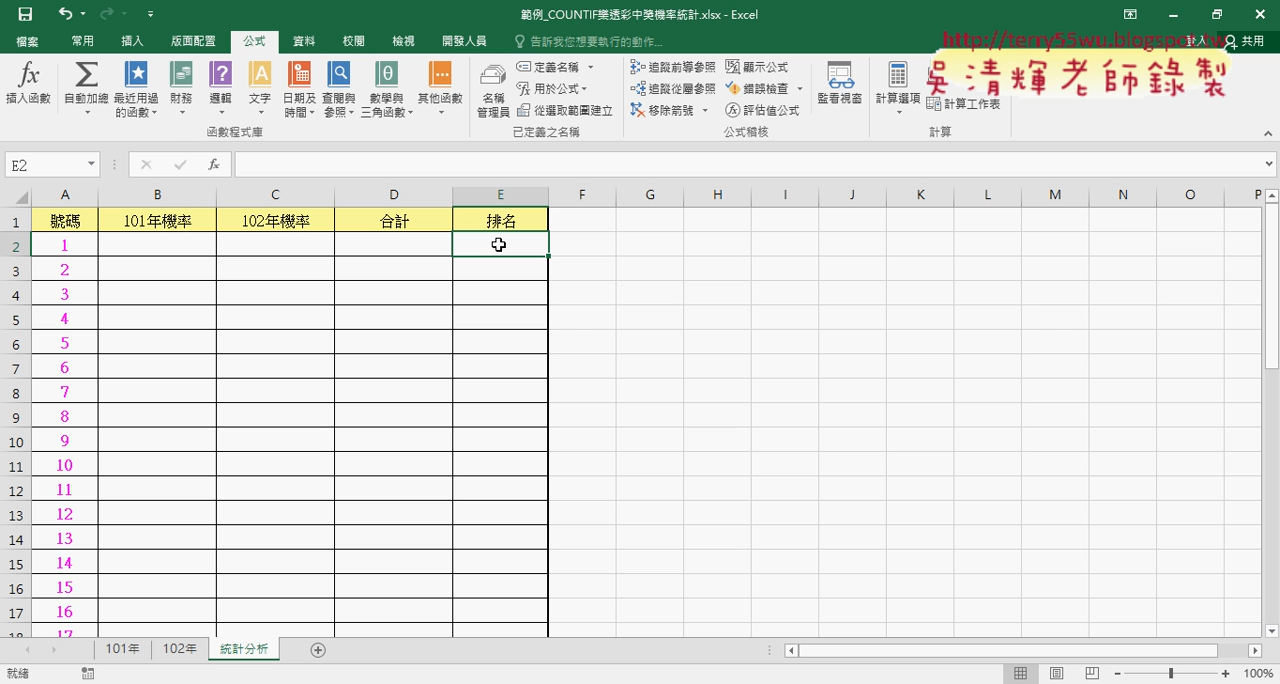 範例_COUNTIF樂透彩中獎機率統計.xlsx - Excel
檔案 常用 插入 版面配置 公式 資料 校閱 檢視 開發人員 告訴我您想要執行的動作... 登入 共用
http://terry55wu.blogspot.tw
吳清輝老師錄製
插入函數 自動加總 最近用過的函數 財務 邏輯 文字 日期及時間 查閱與參照 數學與三角函數 其他函數
函數程式庫
名稱管理員 定義名稱 用於公式 從選取範圍建立
已定義之名稱
追蹤前導參照 追蹤從屬參照 移除箭號 顯示公式 錯誤檢查 評估值公式
公式稽核
監看視窗
計算選項 計算工作表
計算
E2 fx
A B C D E F G H I J K L M N O P
1 號碼 101年機率 102年機率 合計 排名
2 1
3 2
4 3
5 4
6 5
7 6
8 7
9 8
10 9
11 10
12 11
13 12
14 13
15 14
16 15
17 16
18 17
101年 102年 統計分析
就緒 100%